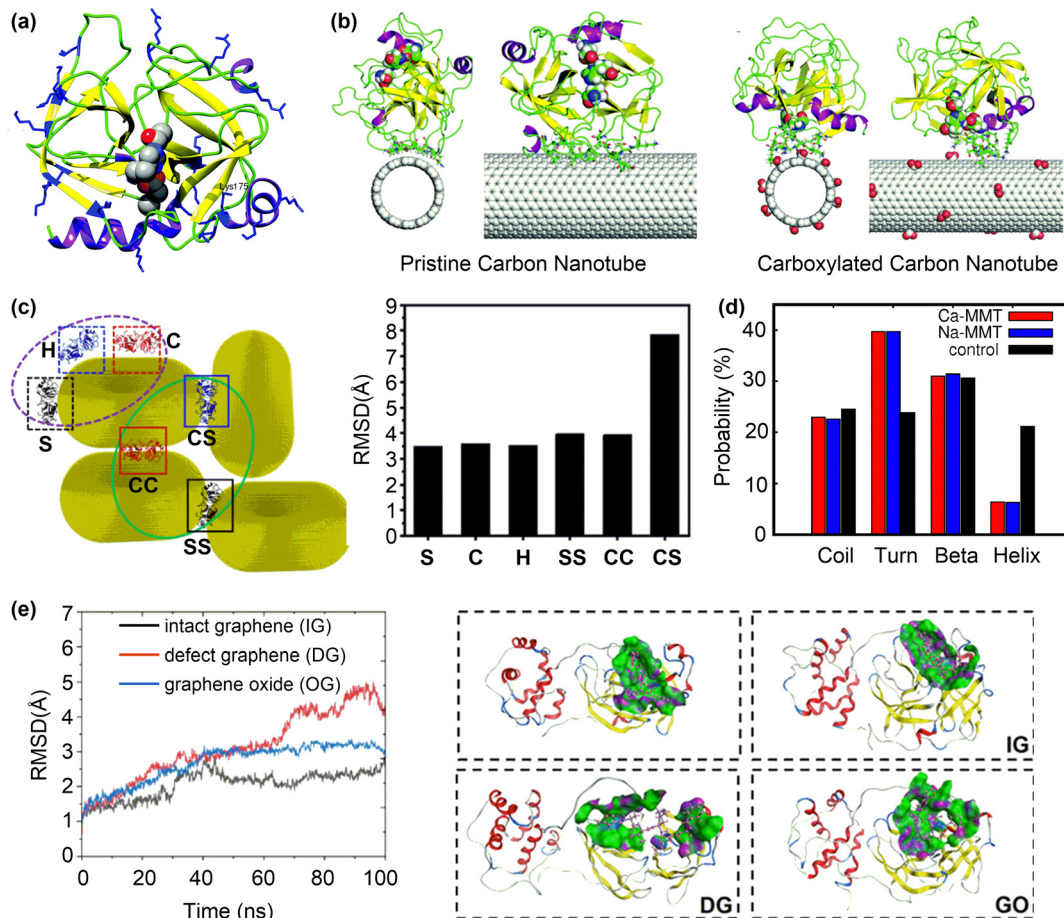 (a)
Lys175
(b)
Pristine Carbon Nanotube
Carboxylated Carbon Nanotube
(c)
H
C
S
CS
CC
SS
RMSD(Å)
9
8
7
6
5
4
3
2
1
0
S C H SS CC CS
(d)
Probability (%)
40
30
20
10
0
Ca-MMT
Na-MMT
control
Coil Turn Beta Helix
(e)
RMSD(Å)
7
6
5
4
3
2
1
0
intact graphene (IG)
defect graphene (DG)
graphene oxide (OG)
0 20 40 60 80 100
Time (ns)
IG
DG
GO